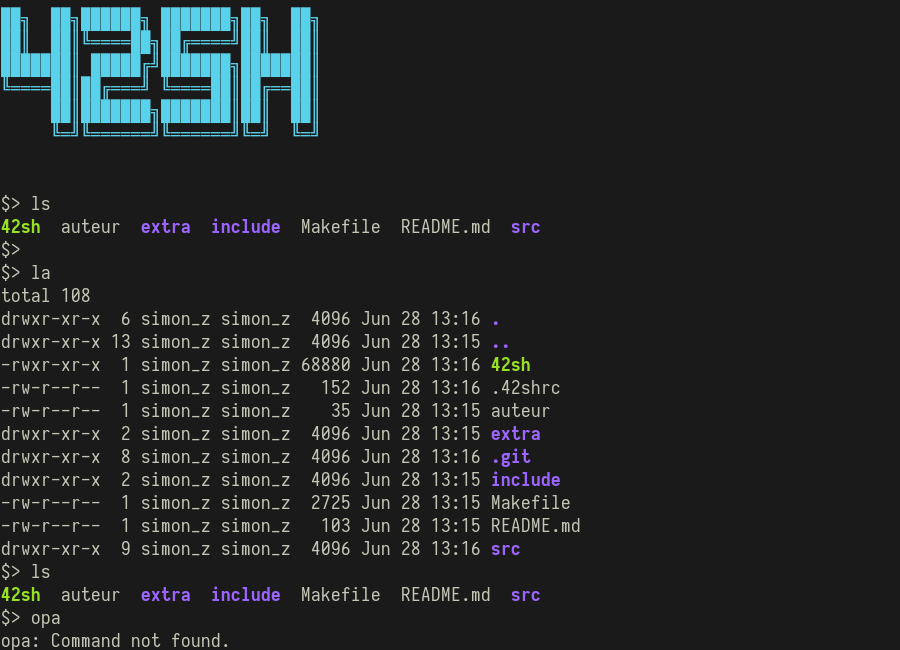 42SH
$> ls
42sh  auteur  extra  include  Makefile  README.md  src
$>
$> la
total 108
drwxr-xr-x  6 simon_z simon_z  4096 Jun 28 13:16 .
drwxr-xr-x 13 simon_z simon_z  4096 Jun 28 13:15 ..
-rwxr-xr-x  1 simon_z simon_z 68880 Jun 28 13:16 42sh
-rw-r--r--  1 simon_z simon_z   152 Jun 28 13:16 .42shrc
-rw-r--r--  1 simon_z simon_z    35 Jun 28 13:15 auteur
drwxr-xr-x  2 simon_z simon_z  4096 Jun 28 13:15 extra
drwxr-xr-x  8 simon_z simon_z  4096 Jun 28 13:16 .git
drwxr-xr-x  2 simon_z simon_z  4096 Jun 28 13:15 include
-rw-r--r--  1 simon_z simon_z  2725 Jun 28 13:15 Makefile
-rw-r--r--  1 simon_z simon_z   103 Jun 28 13:15 README.md
drwxr-xr-x  9 simon_z simon_z  4096 Jun 28 13:16 src
$> ls
42sh  auteur  extra  include  Makefile  README.md  src
$> opa
opa: Command not found.